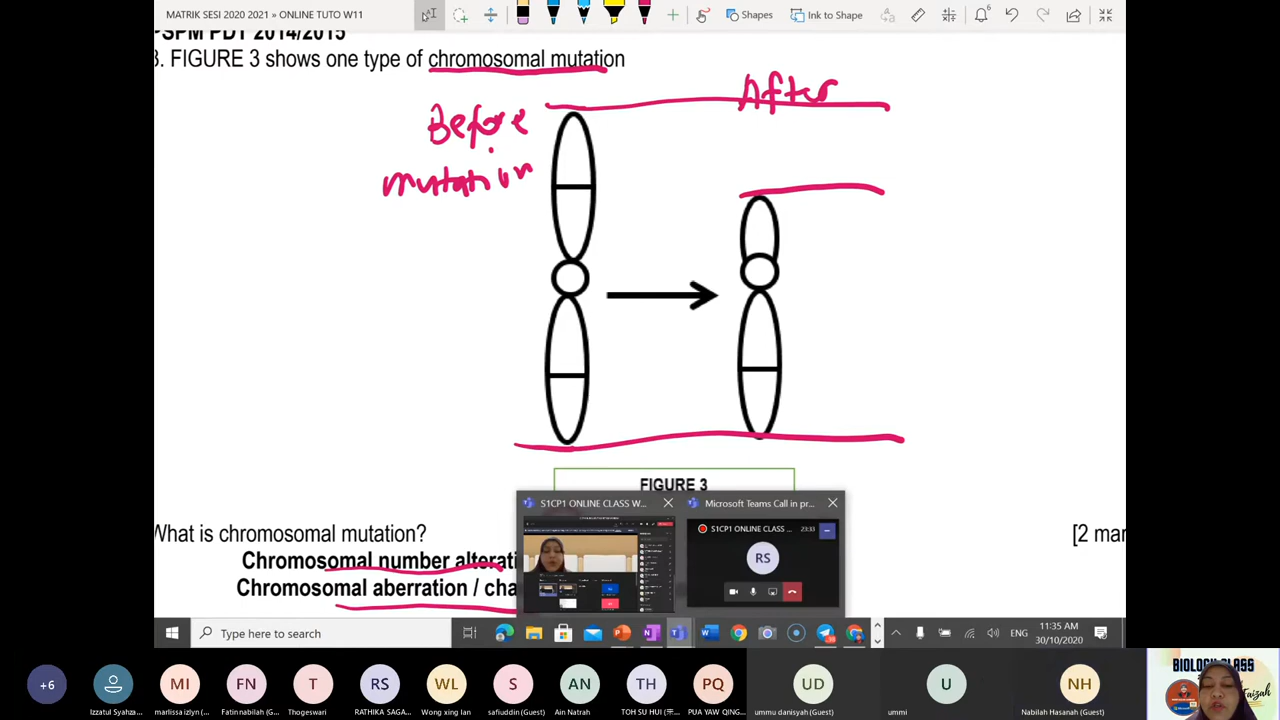 MATRIK SESI 2020 2021 » ONLINE TUTO W11
Shapes
Ink to Shape
PSPM PDT 2014/2015
3. FIGURE 3 shows one type of chromosomal mutation
After
Before
mutation
FIGURE 3
S1CP1 ONLINE CLASS W...
Microsoft Teams Call in pr...
S1CP1 ONLINE CLASS ...
23:33
RS
What is chromosomal mutation?
[2 mar
Chromosomal number alterati
Chromosomal aberration / cha
Type here to search
ENG
11:35 AM
30/10/2020
+6
MI
FN
T
RS
WL
S
AN
TH
PQ
UD
U
NH
Izzatul Syahza...
marlissa izlyn (...
Fatin nabilah (...
Thogeswari
RATHIKA SAGA...
Wong xing lan
safiuddin (Guest)
Ain Natrah
PUA YAW QING...
ummu danisyah (Guest)
ummi
Nabilah Hasanah (Guest)
BIOLOGY CLASS
Faizah